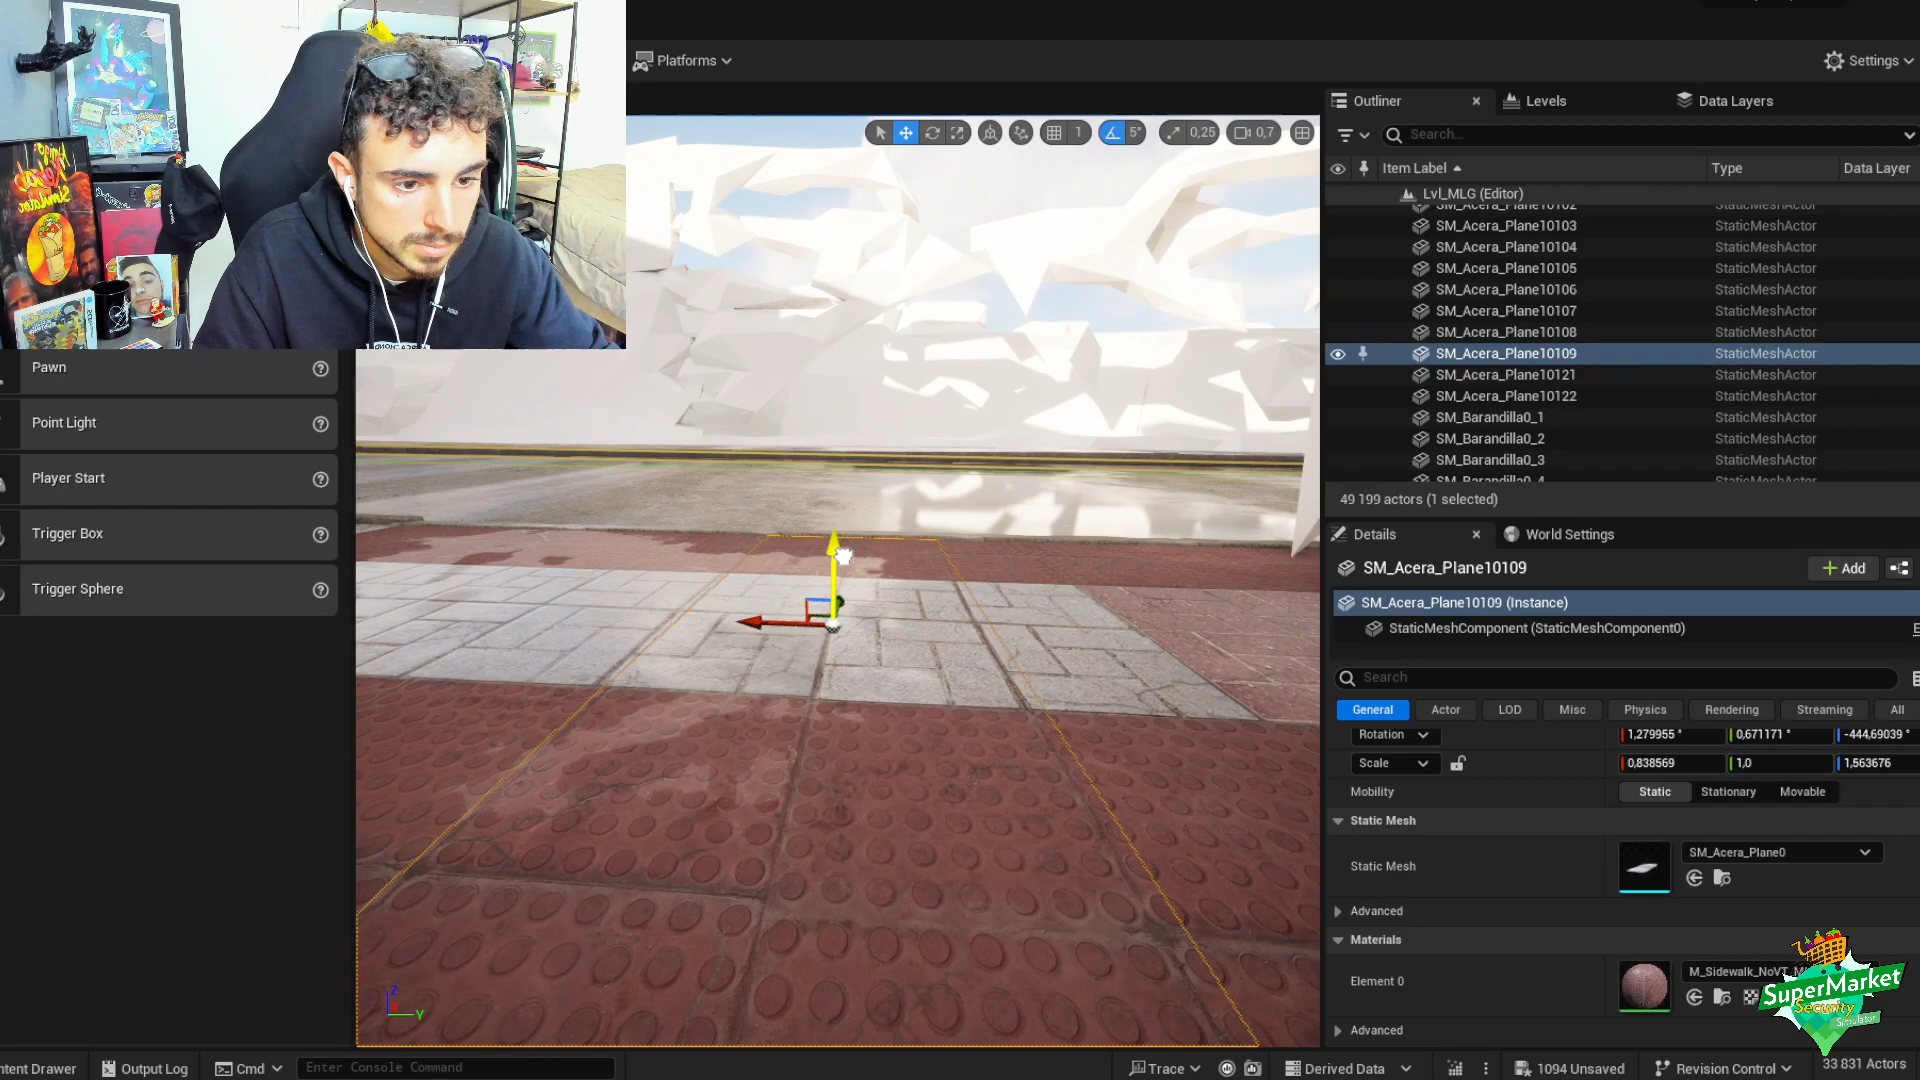 Platforms
Settings
Outliner
Levels
Data Layers
1
5°
0,25
0,7
Search...
Item Label
Type
Data Layer
Lvl_MLG (Editor)
SM_Acera_Plane10102
SM_Acera_Plane10103 StaticMeshActor
SM_Acera_Plane10104 StaticMeshActor
SM_Acera_Plane10105 StaticMeshActor
SM_Acera_Plane10106 StaticMeshActor
SM_Acera_Plane10107 StaticMeshActor
SM_Acera_Plane10108 StaticMeshActor
SM_Acera_Plane10109 StaticMeshActor
SM_Acera_Plane10121 StaticMeshActor
SM_Acera_Plane10122 StaticMeshActor
SM_Barandilla0_1 StaticMeshActor
SM_Barandilla0_2 StaticMeshActor
SM_Barandilla0_3 StaticMeshActor
SM_Barandilla0_4 StaticMeshActor
49 199 actors (1 selected)
Pawn
Point Light
Player Start
Trigger Box
Trigger Sphere
Details
World Settings
SM_Acera_Plane10109
Add
SM_Acera_Plane10109 (Instance)
StaticMeshComponent (StaticMeshComponent0)
Search
General Actor LOD Misc Physics Rendering Streaming All
Rotation 1,279955 ° 0,671171 ° -444,69039 °
Scale 0,838569 1,0 1,563676
Mobility Static Stationary Movable
Static Mesh
Static Mesh SM_Acera_Plane0
Advanced
Materials
Element 0 M_Sidewalk_NoVT_M
Advanced
SuperMarket
Security
Simulator
Z
Y
ntent Drawer
Output Log
Cmd
Enter Console Command
Trace
Derived Data
1094 Unsaved
Revision Control
33 831 Actors